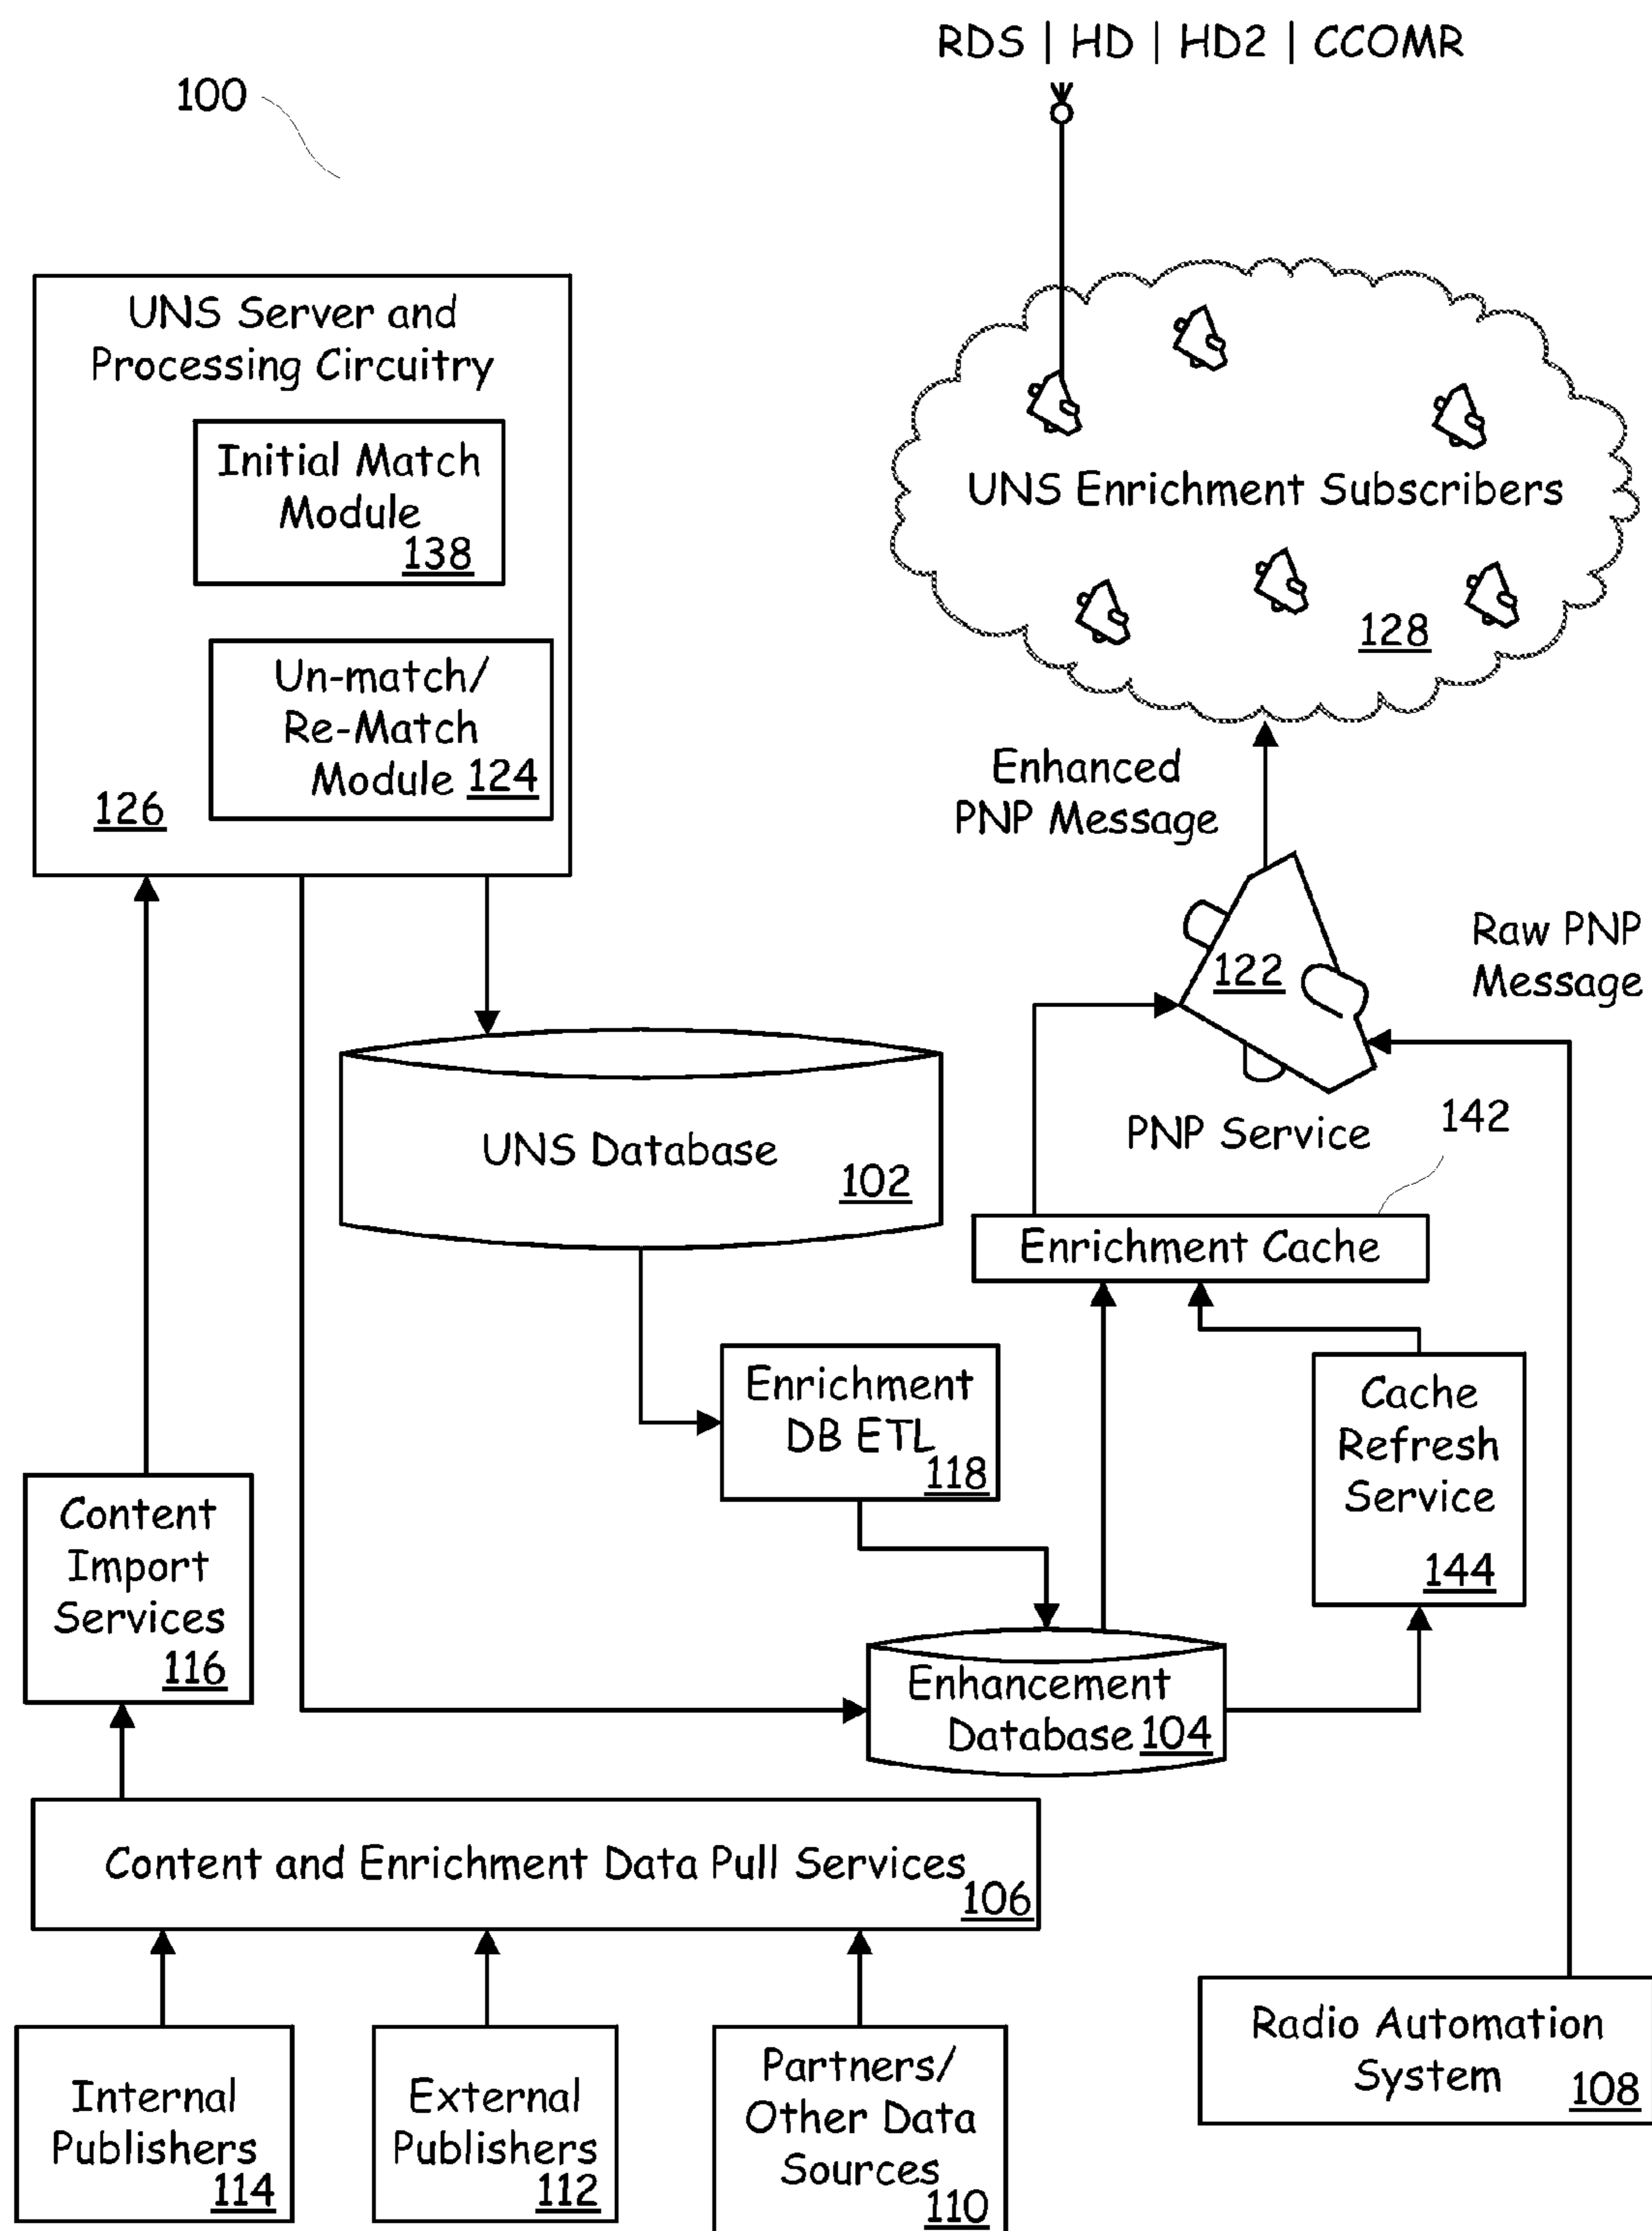 RDS | HD | HD2 | CCOMR
100
UNS Server and
Processing Circuitry
Initial Match
Module
138
Un-match/
Re-Match
Module 124
126
UNS Enrichment Subscribers
128
Enhanced
PNP Message
Raw PNP
Message
122
PNP Service
142
UNS Database
102
Enrichment Cache
Enrichment
DB ETL
118
Cache
Refresh
Service
144
Content
Import
Services
116
Enhancement
Database 104
Content and Enrichment Data Pull Services
106
Internal
Publishers
114
External
Publishers
112
Partners/
Other Data
Sources
110
Radio Automation
System
108